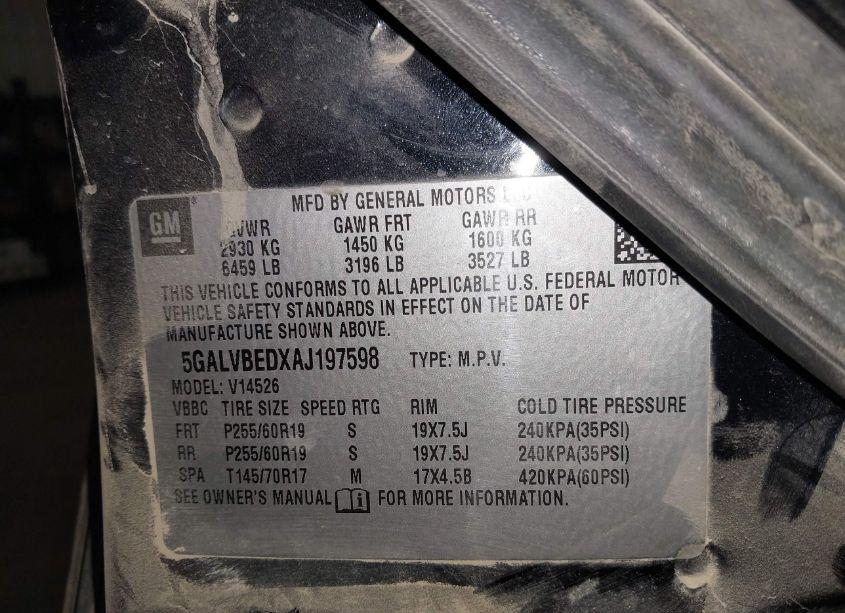 GM ®
MFD BY GENERAL MOTORS LLC
GVWR GAWR FRT GAWR RR
2930 KG 1450 KG 1600 KG
6459 LB 3196 LB 3527 LB
THIS VEHICLE CONFORMS TO ALL APPLICABLE U.S. FEDERAL MOTOR
VEHICLE SAFETY STANDARDS IN EFFECT ON THE DATE OF
MANUFACTURE SHOWN ABOVE.
5GALVBEDXAJ197598 TYPE: M.P.V.
MODEL: V14526
VBBC TIRE SIZE SPEED RTG RIM COLD TIRE PRESSURE
FRT P255/60R19 S 19X7.5J 240KPA(35PSI)
RR P255/60R19 S 19X7.5J 240KPA(35PSI)
SPA T145/70R17 M 17X4.5B 420KPA(60PSI)
SEE OWNER'S MANUAL i FOR MORE INFORMATION.